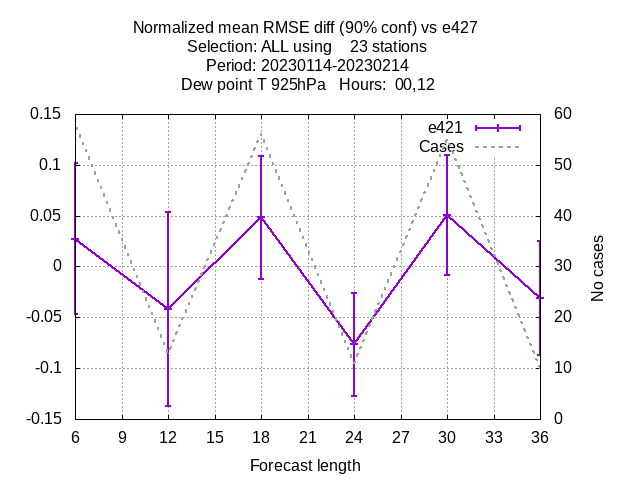 Normalized mean RMSE diff (90% conf) vs e427
Selection: ALL using    23 stations
Period: 20230114-20230214
Dew point T 925hPa   Hours:  00,12
0.15
0.1
0.05
0
-0.05
-0.1
-0.15
60
50
40
30
20
10
0
e421
Cases
No cases
6 9 12 15 18 21 24 27 30 33 36
Forecast length